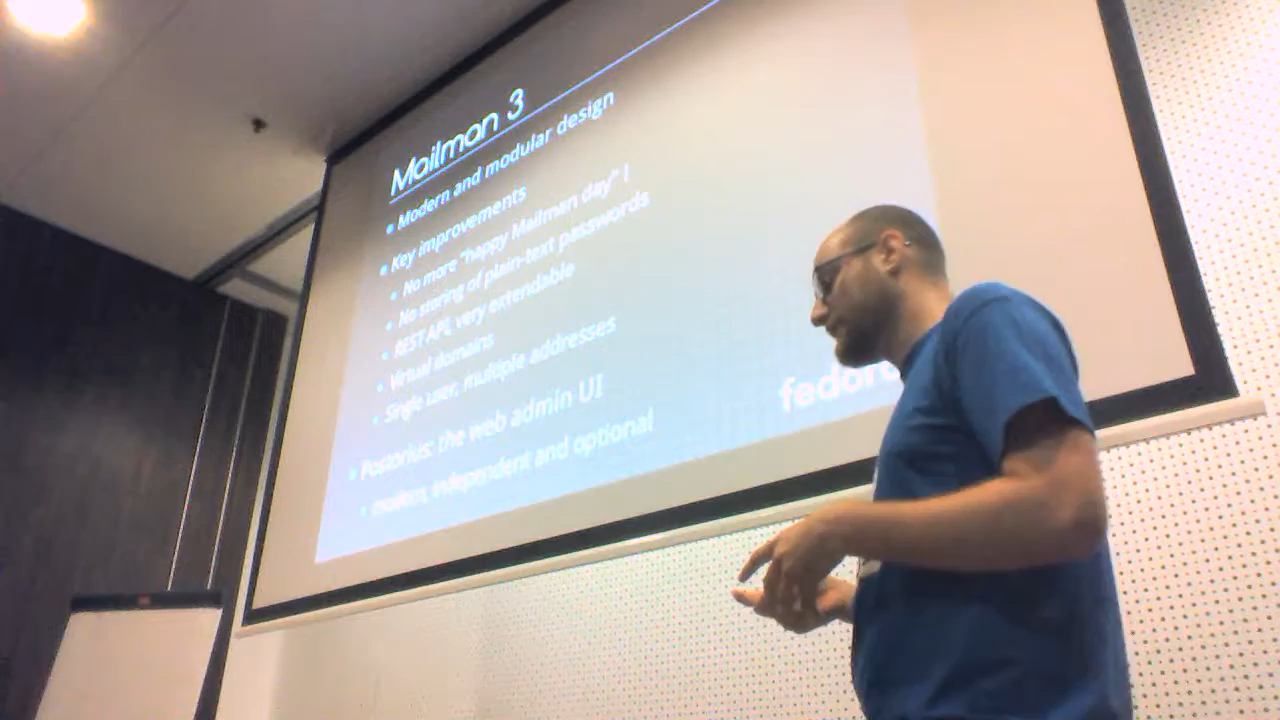 Mailman 3
Modern and modular design
Key improvements
No more "happy Mailman day" |
No storing of plain-text passwords
REST API, very extendable
Virtual domains
Single user, multiple addresses
Postorius: the web admin UI
modern, independent and optional
fedora